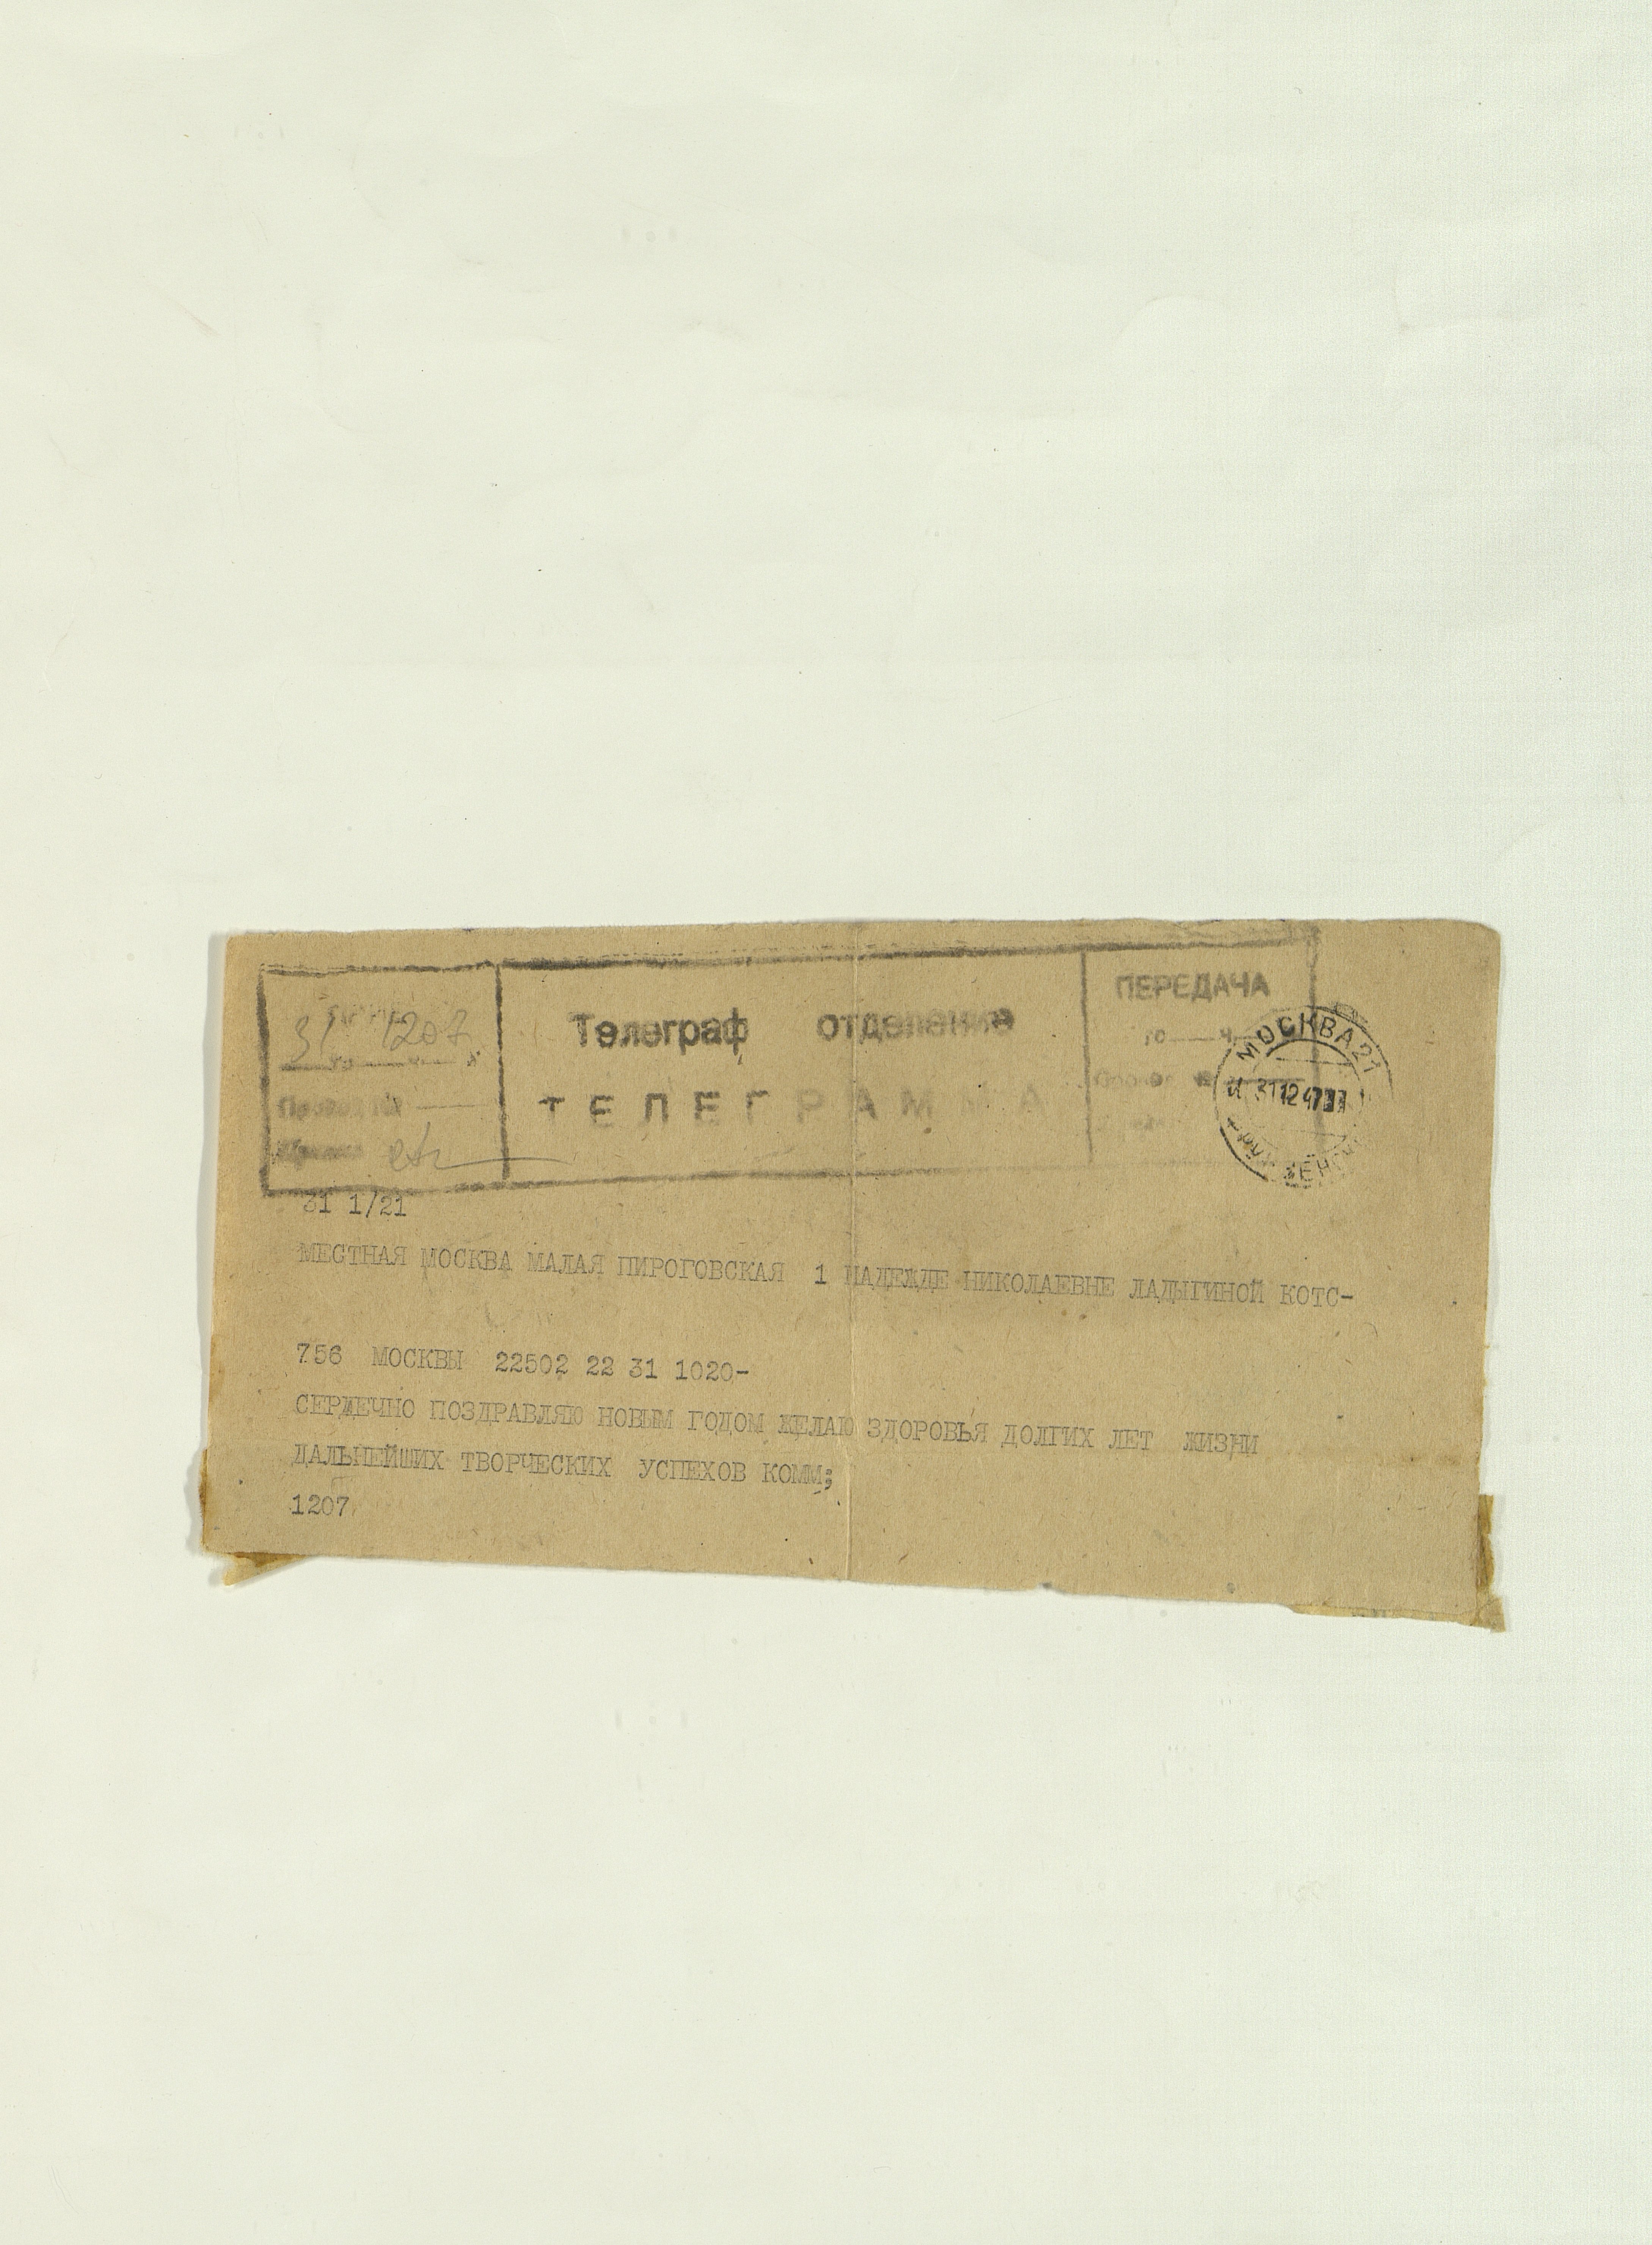 31 1207
го ч. м
Телеграф отделение
ТЕЛЕГРАММА
ПЕРЕДАЧА
го ч.
МОСКВА 21
31 12 47
31 1/21
МЕСТНАЯ МОСКВА МАЛАЯ ПИРОГОВСКАЯ 1 НАДЕЖДЕ НИКОЛАЕВНЕ ЛАДЫГИНОЙ КОТС-
756 МОСКВЫ 22502 22 31 1020-
СЕРДЕЧНО ПОЗДРАВЛЯЮ НОВЫМ ГОДОМ ЖЕЛАЮ ЗДОРОВЬЯ ДОЛГИХ ЛЕТ ЖИЗНИ
ДАЛЬНЕЙШИХ ТВОРЧЕСКИХ УСПЕХОВ КОММ;
1207